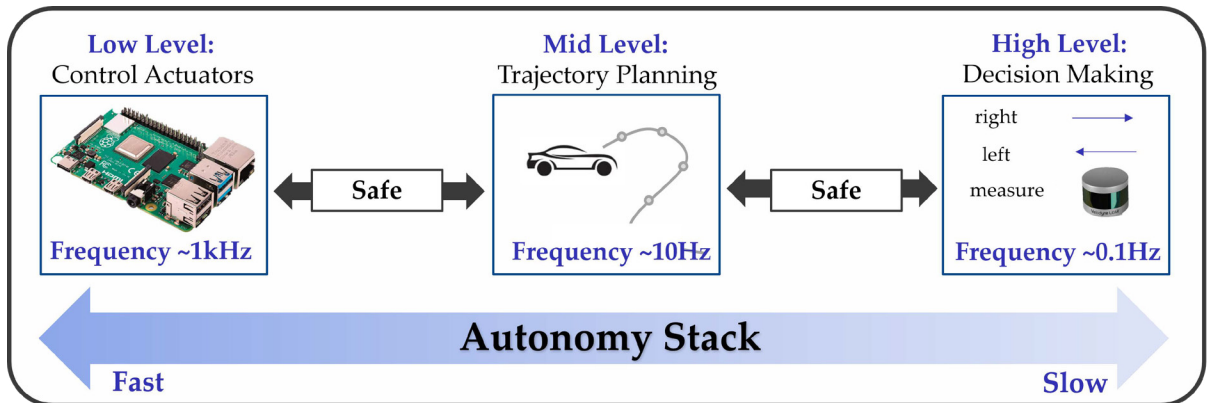 Low Level:
Control Actuators
Frequency ~1kHz
Safe
Mid Level:
Trajectory Planning
Frequency ~10Hz
Safe
High Level:
Decision Making
right
left
measure
Velodyne
Frequency ~0.1Hz
Autonomy Stack
Fast
Slow